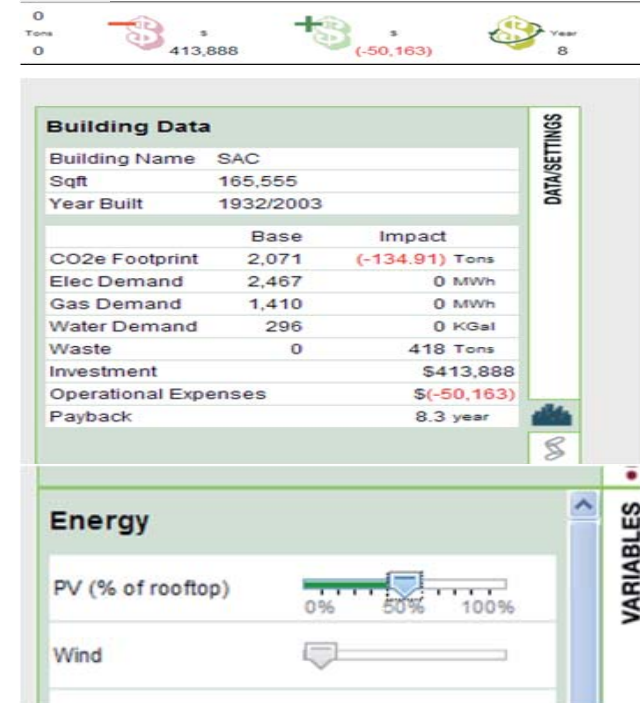 0
Tons
0
$
413,888
$
(-50,163)
Year
8
Building Data
DATA/SETTINGS
Building Name SAC
Sqft 165,555
Year Built 1932/2003
Base Impact
CO2e Footprint 2,071 (-134.91) Tons
Elec Demand 2,467 0 MWh
Gas Demand 1,410 0 MWh
Water Demand 296 0 KGal
Waste 0 418 Tons
Investment $413,888
Operational Expenses $(-50,163)
Payback 8.3 year
Energy
VARIABLES
PV (% of rooftop)
0% 50% 100%
Wind